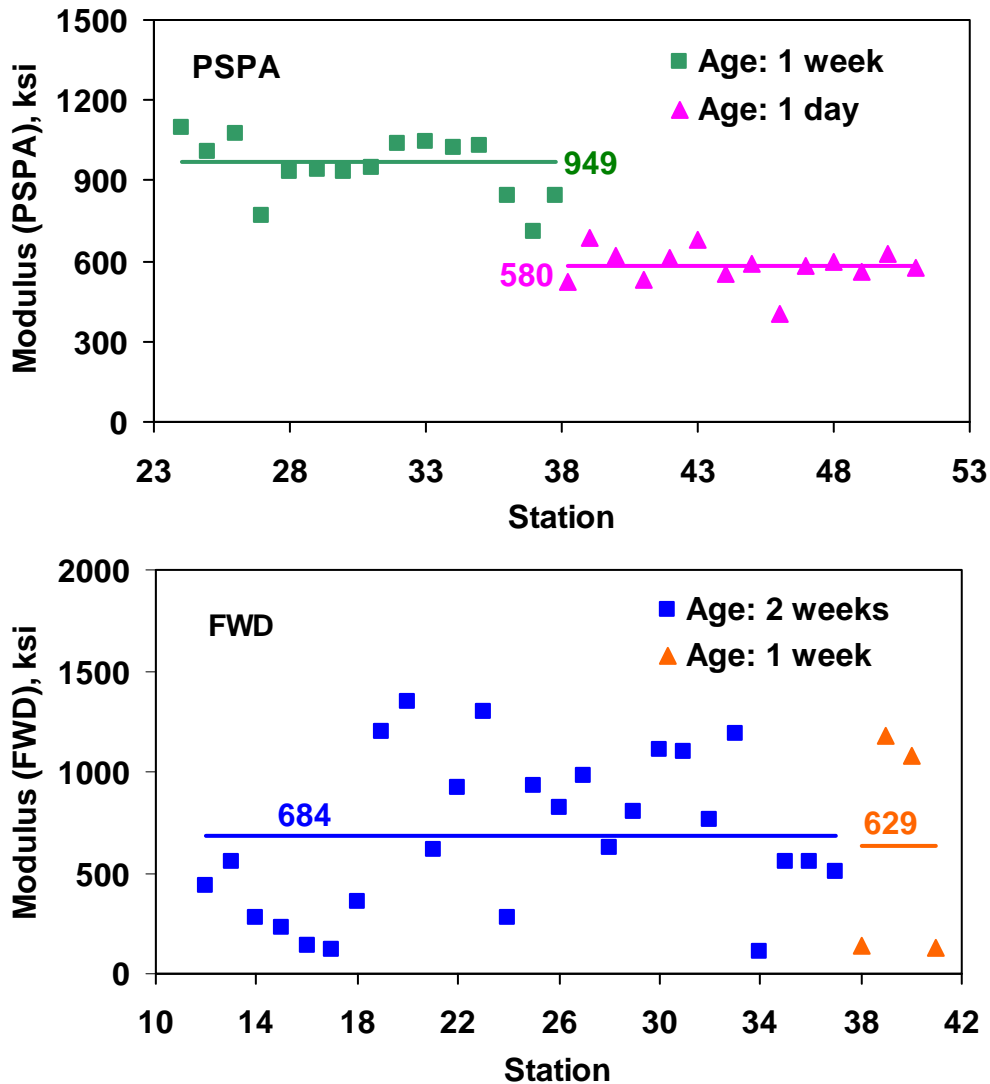 1500
1200
900
600
300
0
Modulus (PSPA), ksi
PSPA
Age: 1 week
Age: 1 day
949
580
23 28 33 38 43 48 53
Station
2000
1500
1000
500
0
Modulus (FWD), ksi
FWD
Age: 2 weeks
Age: 1 week
684
629
10 14 18 22 26 30 34 38 42
Station